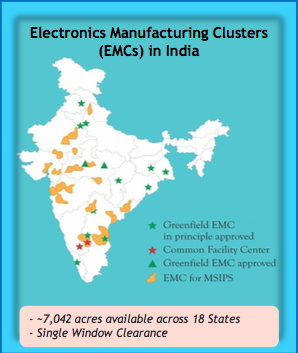 Electronics Manufacturing Clusters
(EMCs) in India
Greenfield EMC
in principle approved
Common Facility Center
Greenfield EMC approved
EMC for MSIPS
- ~7,042 acres available across 18 States
- Single Window Clearance